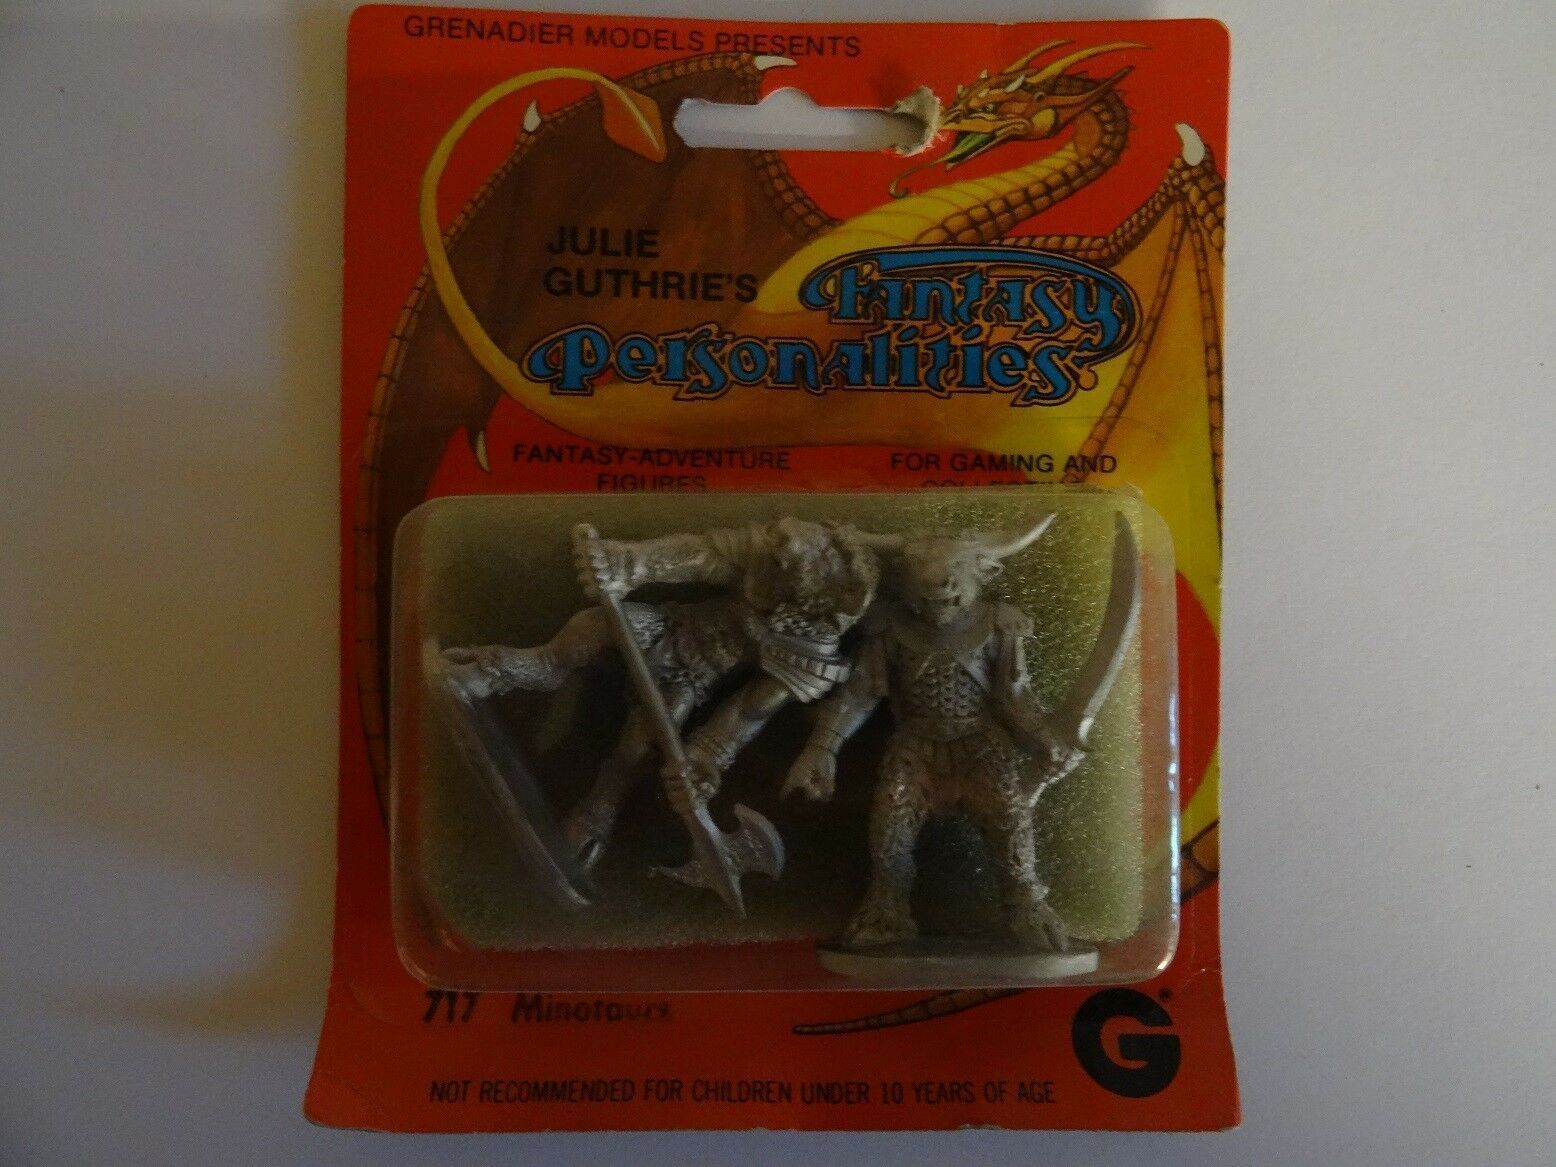 GRENADIER MODELS PRESENTS
JULIE
GUTHRIE'S
Fantasy
Personalities
FANTASY-ADVENTURE
FIGURES
FOR GAMING AND
717 Minotaurs
G®
NOT RECOMMENDED FOR CHILDREN UNDER 10 YEARS OF AGE